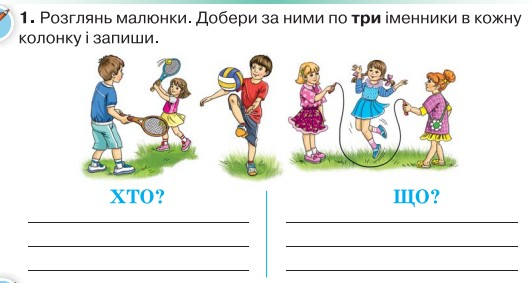 1. Розглянь малюнки. Добери за ними по три іменники в кожну
колонку і запиши.
ХТО?
ЩО?